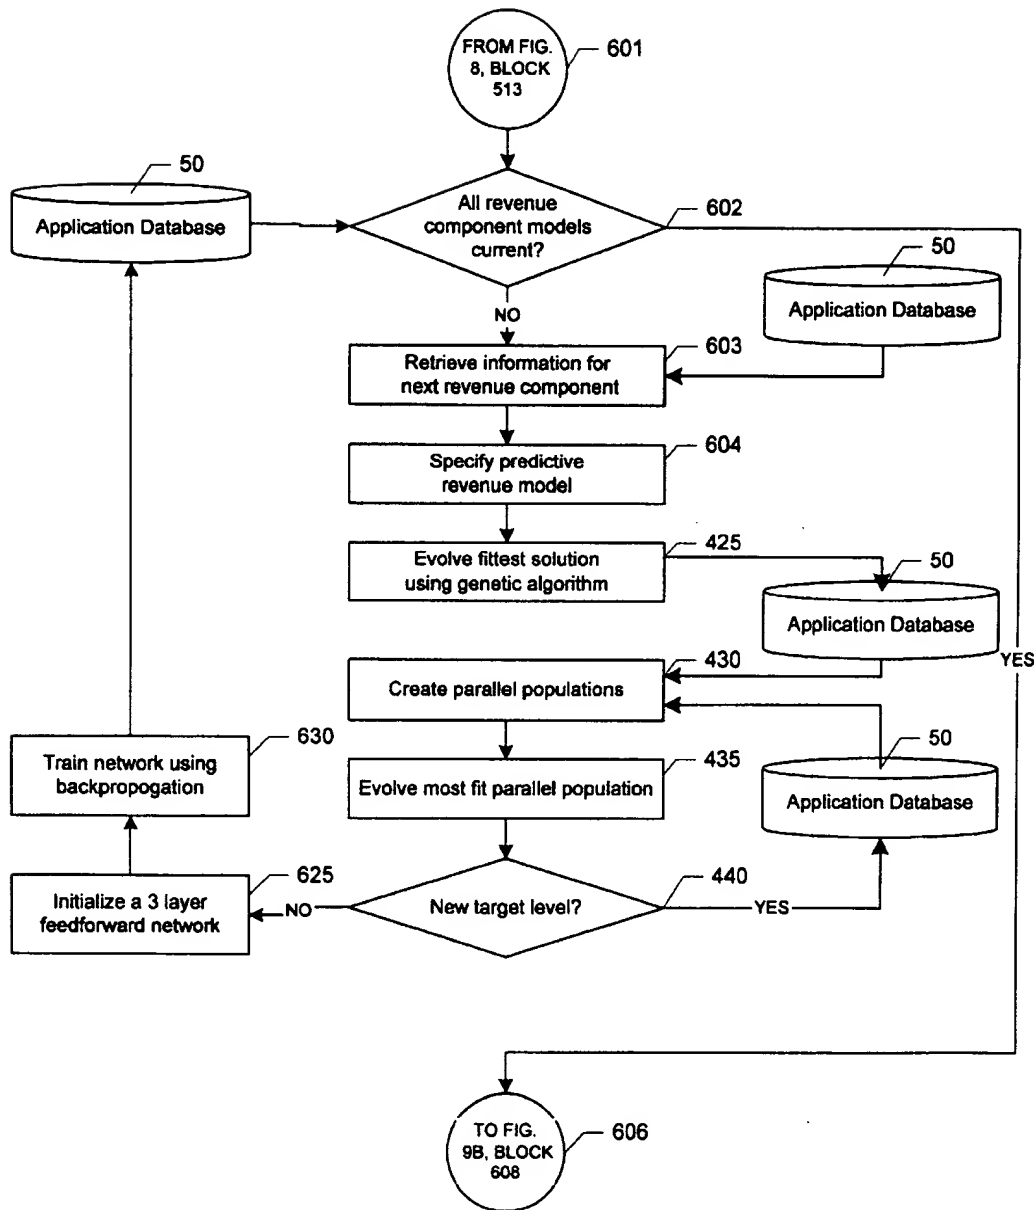 FROM FIG.
8, BLOCK
513
601
50
Application Database
All revenue
component models
current?
602
50
Application Database
NO
603
Retrieve information for
next revenue component
604
Specify predictive
revenue model
425
Evolve fittest solution
using genetic algorithm
50
Application Database
YES
430
Create parallel populations
630
Train network using
backpropogation
435
Evolve most fit parallel population
50
Application Database
625
Initialize a 3 layer
feedforward network
NO
New target level?
440
YES
TO FIG.
9B, BLOCK
608
606